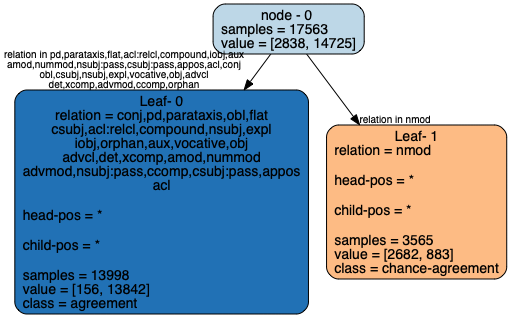 node - 0
samples = 17563
value = [2838, 14725]
relation in pd,parataxis,flat,acl:relcl,compound,iobj,aux
amod,nummod,nsubj:pass,csubj:pass,appos,acl,conj
obl,csubj,nsubj,expl,vocative,obj,advcl
det,xcomp,advmod,ccomp,orphan
relation in nmod
Leaf- 0
relation = conj,pd,parataxis,obl,flat
csubj,acl:relcl,compound,nsubj,expl
iobj,orphan,aux,vocative,obj
advcl,det,xcomp,amod,nummod
advmod,nsubj:pass,ccomp,csubj:pass,appos
acl
head-pos = *
child-pos = *
samples = 13998
value = [156, 13842]
class = agreement
Leaf- 1
relation = nmod
head-pos = *
child-pos = *
samples = 3565
value = [2682, 883]
class = chance-agreement